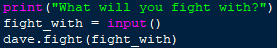 print("What will you fight with?")
fight_with = input()
dave.fight(fight_with)